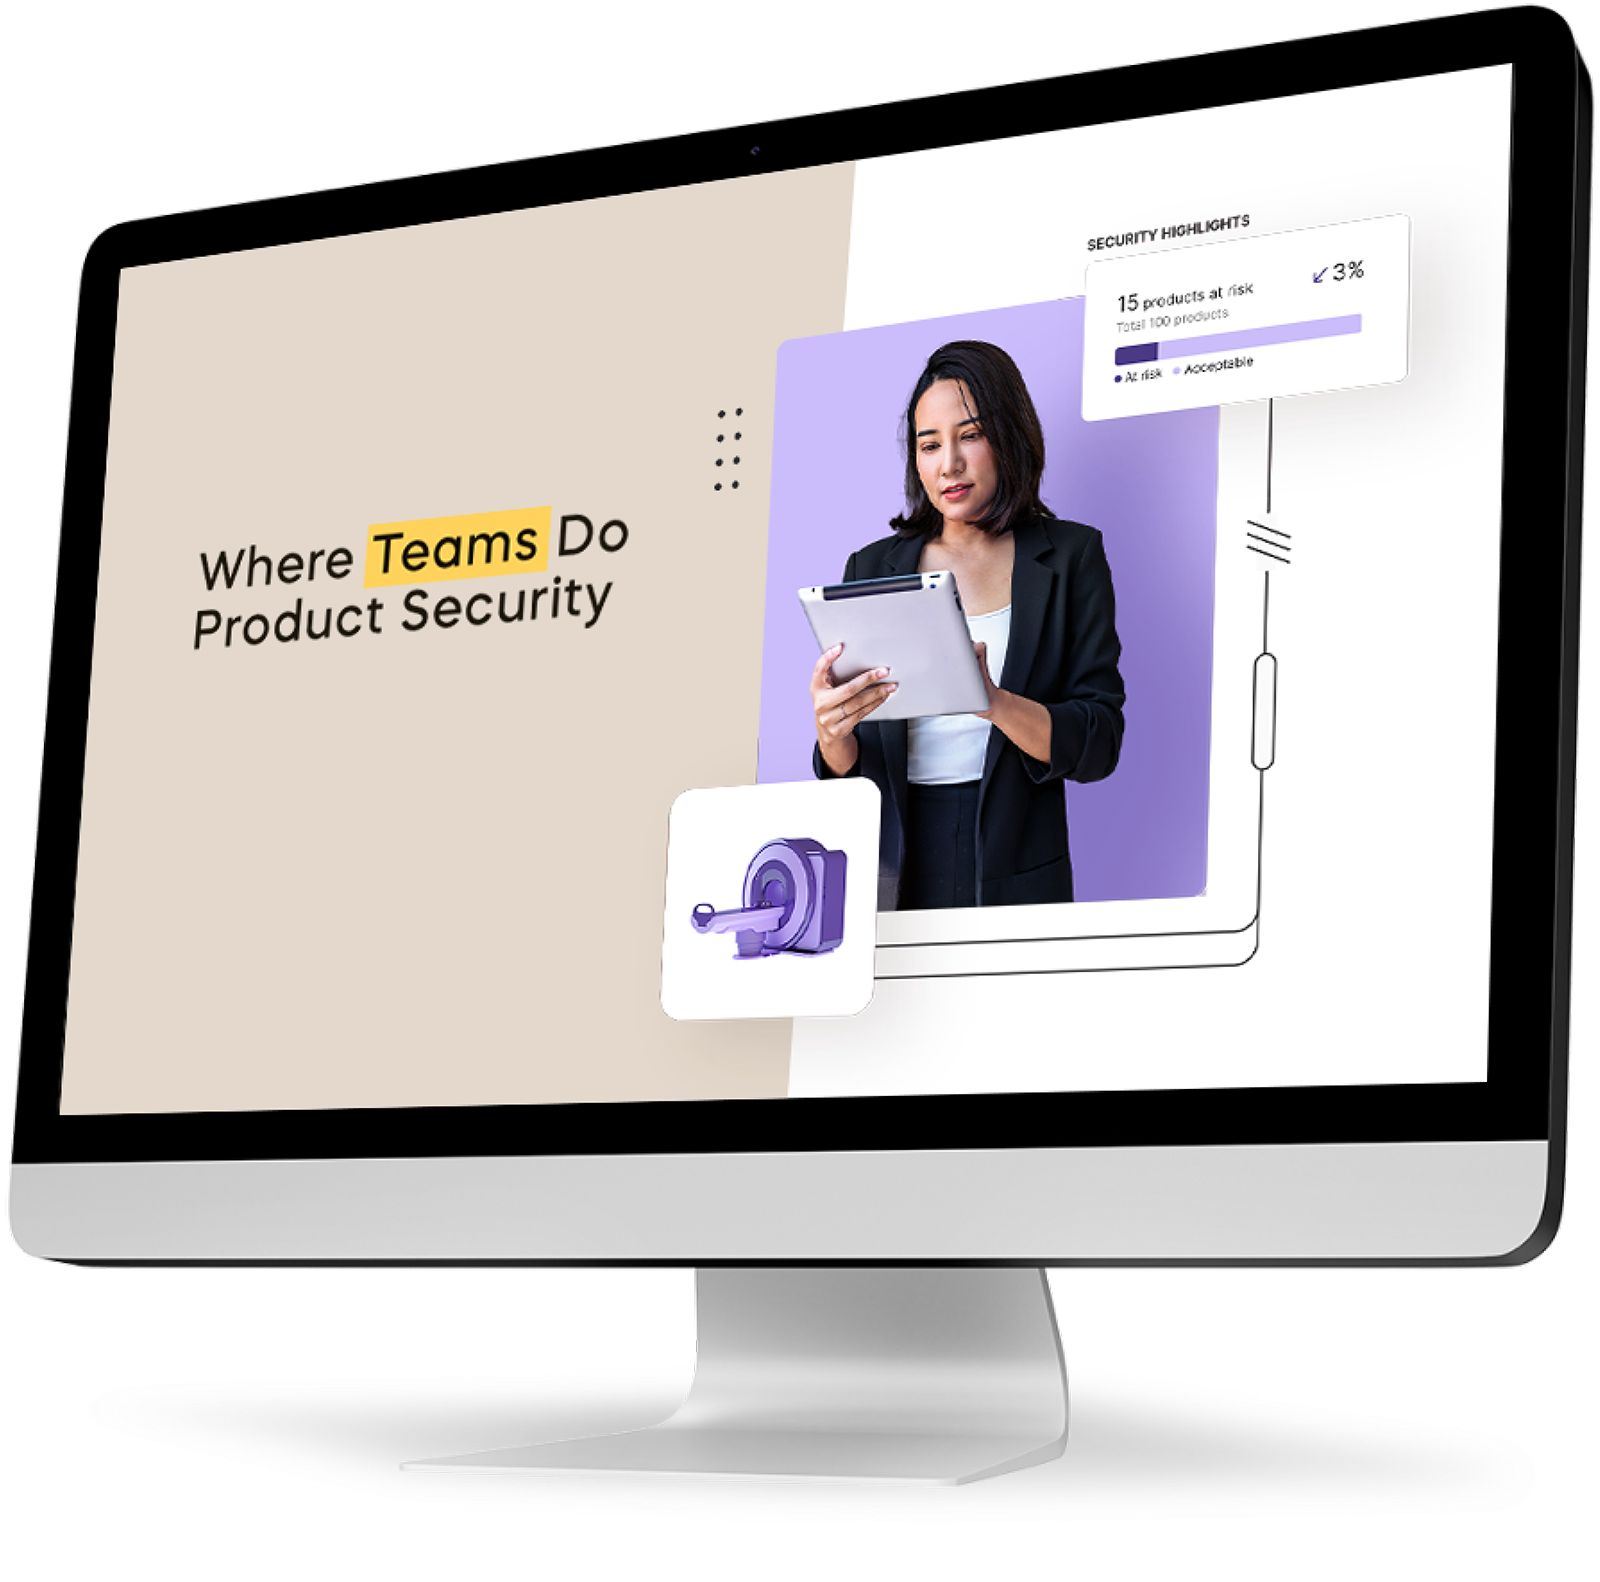 Where Teams Do
Product Security
SECURITY HIGHLIGHTS
15 products at risk
↙3%
Total 100 products
At risk
Acceptable